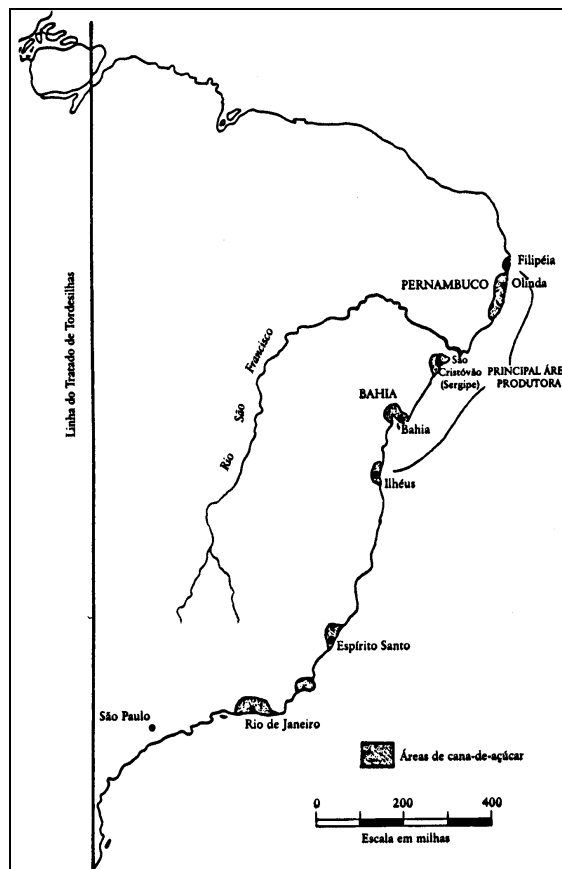 Linha do Tratado de Tordesilhas
Filipéia
PERNAMBUCO
Olinda
Rio São Francisco
São
Cristóvão
(Sergipe)
PRINCIPAL ÁRE
PRODUTORA
BAHIA
Bahia
Ilhéus
Espírito Santo
São Paulo
Rio de Janeiro
Áreas de cana-de-açúcar
0 200 400
Escala em milhas